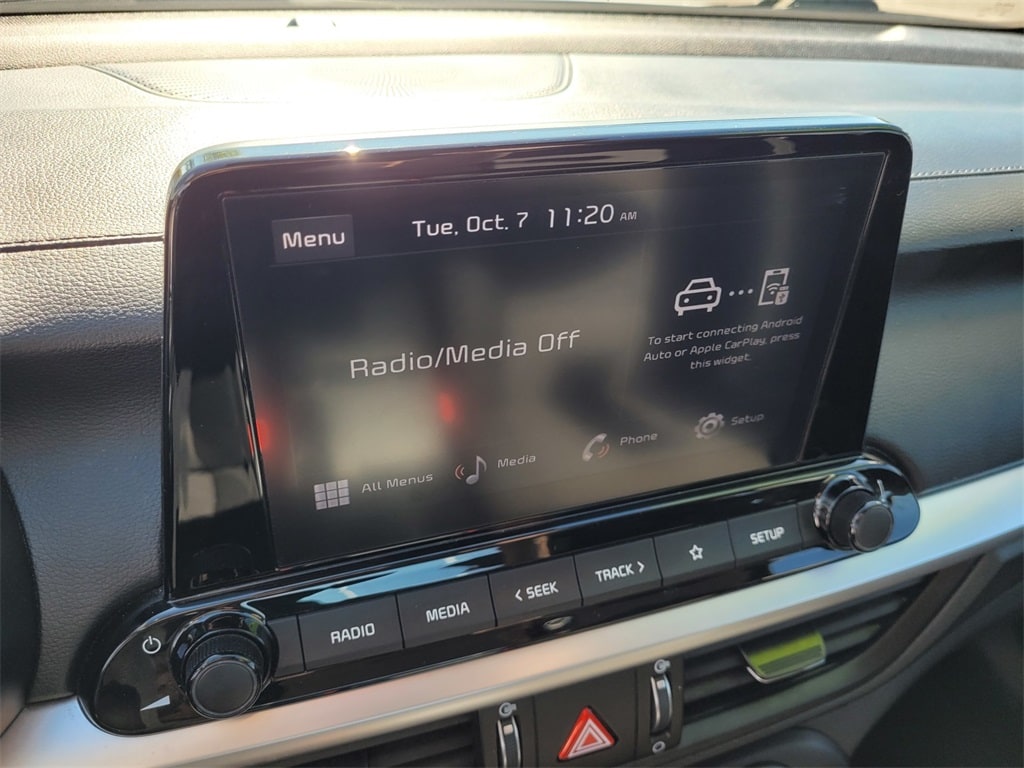 Menu
Tue, Oct. 7 11:20 AM
Radio/Media Off
To start connecting Android
Auto or Apple CarPlay, press
this widget.
All Menus
Media
Phone
Setup
RADIO
MEDIA
< SEEK
TRACK >
SETUP